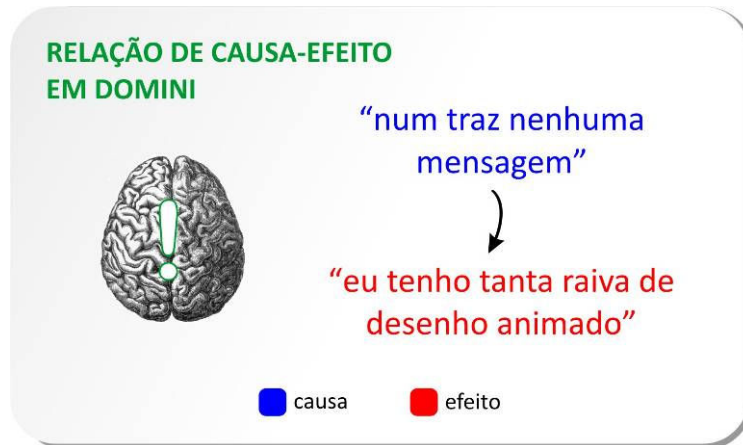 RELAÇÃO DE CAUSA-EFEITO
EM DOMINI
“num traz nenhuma
mensagem”
“eu tenho tanta raiva de
desenho animado”
causa
efeito